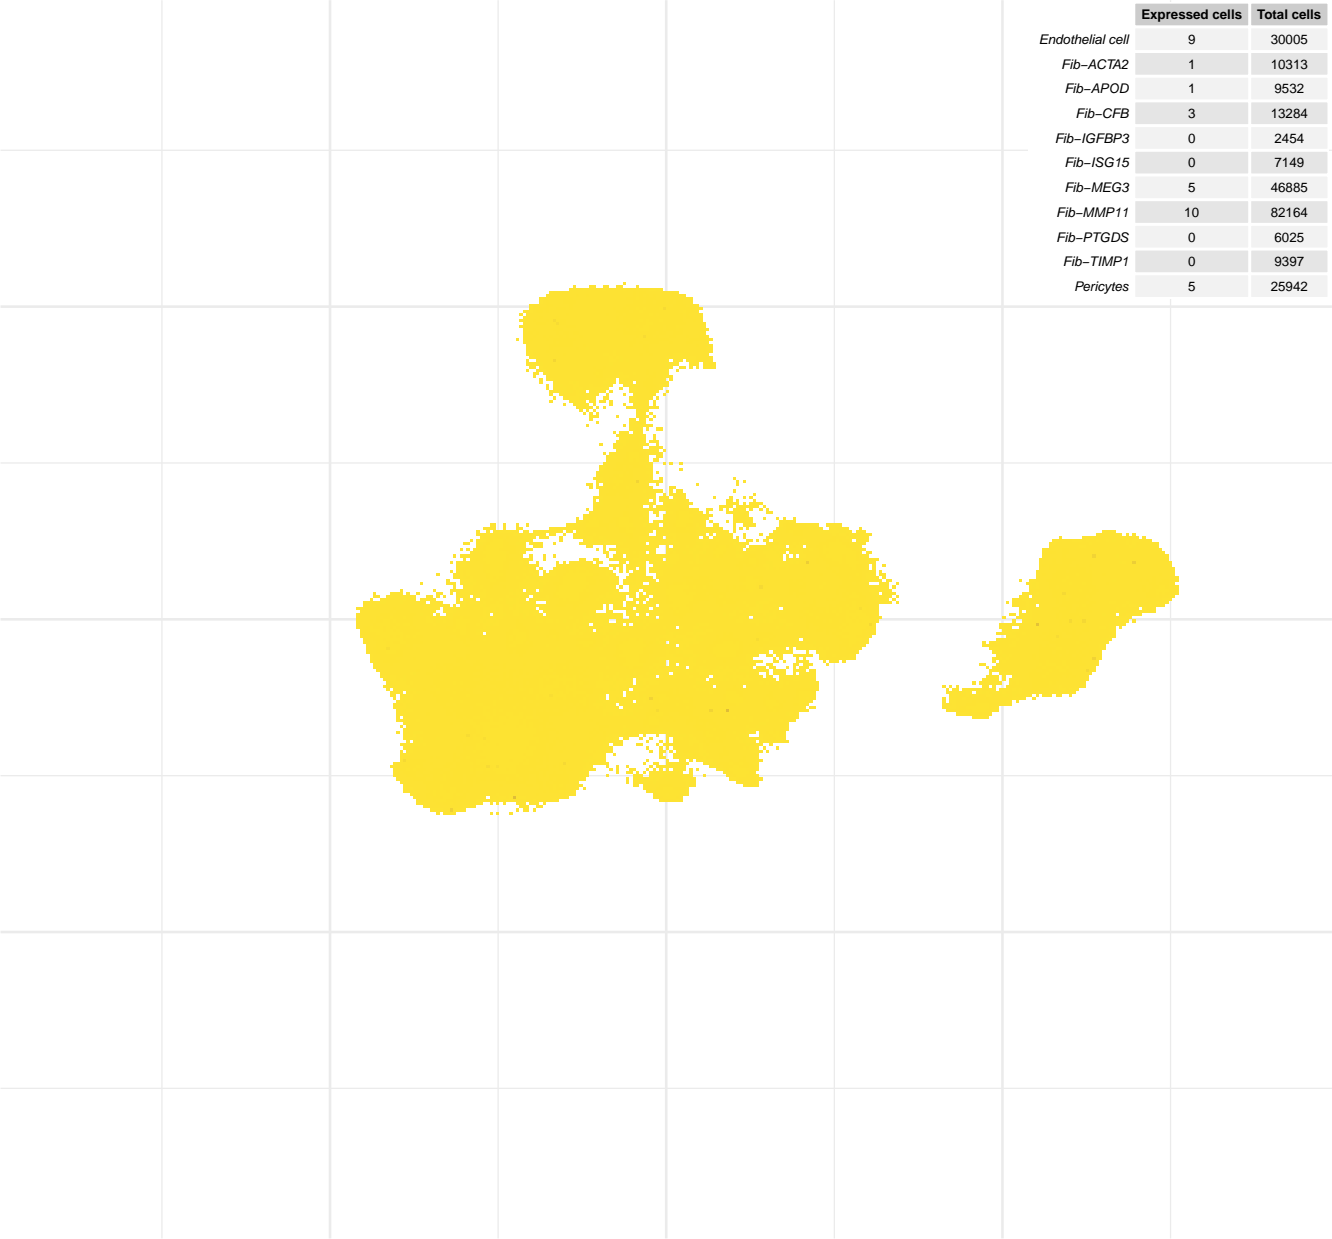 Expressed cells Total cells
Endothelial cell 9 30005
Fib−ACTA2 1 10313
Fib−APOD 1 9532
Fib−CFB 3 13284
Fib−IGFBP3 0 2454
Fib−ISG15 0 7149
Fib−MEG3 5 46885
Fib−MMP11 10 82164
Fib−PTGDS 0 6025
Fib−TIMP1 0 9397
Pericytes 5 25942